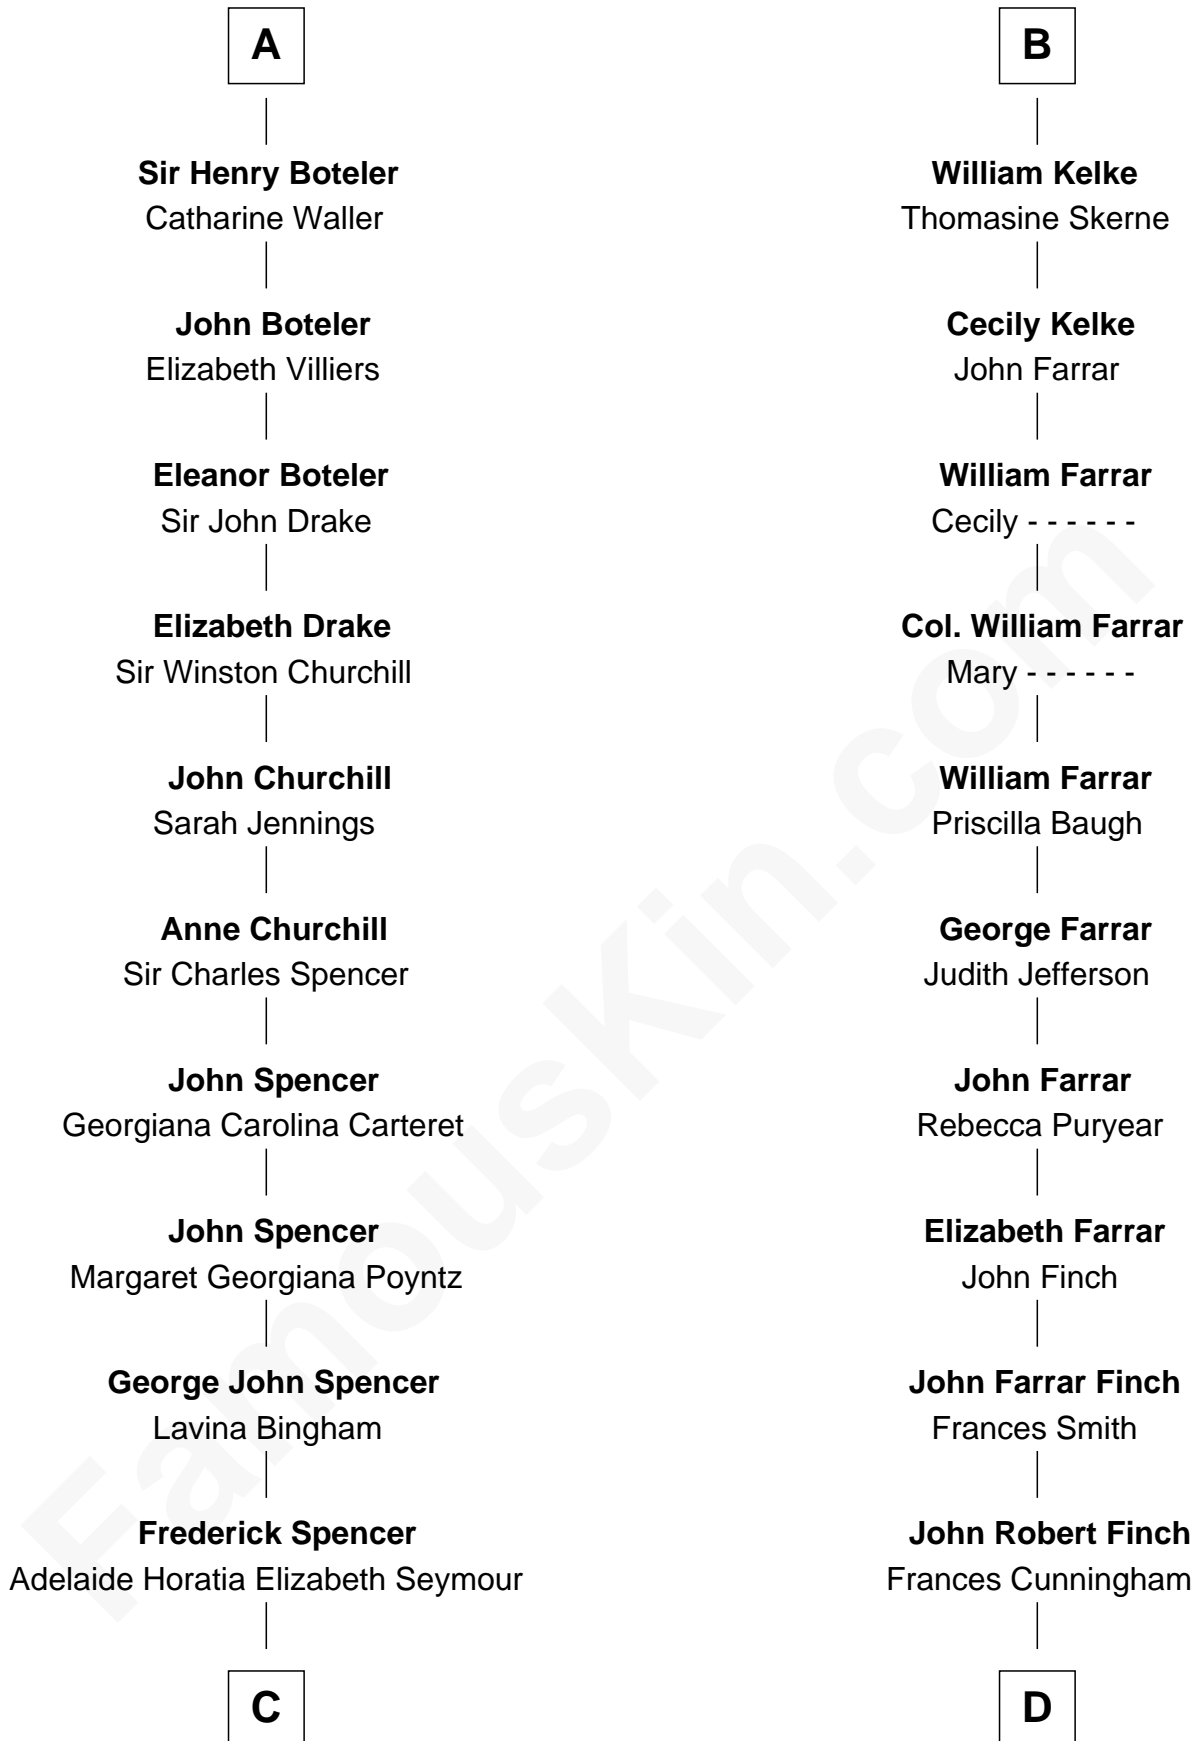 A
Sir Henry Boteler
Catharine Waller
John Boteler
Elizabeth Villiers
Eleanor Boteler
Sir John Drake
Elizabeth Drake
Sir Winston Churchill
John Churchill
Sarah Jennings
Anne Churchill
Sir Charles Spencer
John Spencer
Georgiana Carolina Carteret
John Spencer
Margaret Georgiana Poyntz
George John Spencer
Lavina Bingham
Frederick Spencer
Adelaide Horatia Elizabeth Seymour
C
B
William Kelke
Thomasine Skerne
Cecily Kelke
John Farrar
William Farrar
Cecily - - - - - -
Col. William Farrar
Mary - - - - - -
William Farrar
Priscilla Baugh
George Farrar
Judith Jefferson
John Farrar
Rebecca Puryear
Elizabeth Farrar
John Finch
John Farrar Finch
Frances Smith
John Robert Finch
Frances Cunningham
D
FamousKin.com